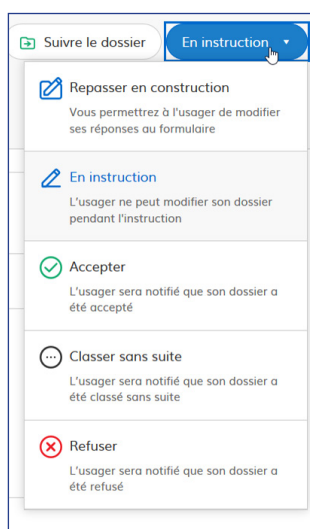 Suivre le dossier
En instruction
Repasser en construction
Vous permettrez à l'usager de modifier
ses réponses au formulaire
En instruction
L'usager ne peut modifier son dossier
pendant l'instruction
Accepter
L'usager sera notifié que son dossier a
été accepté
Classer sans suite
L'usager sera notifié que son dossier a
été classé sans suite
Refuser
L'usager sera notifié que son dossier a
été refusé